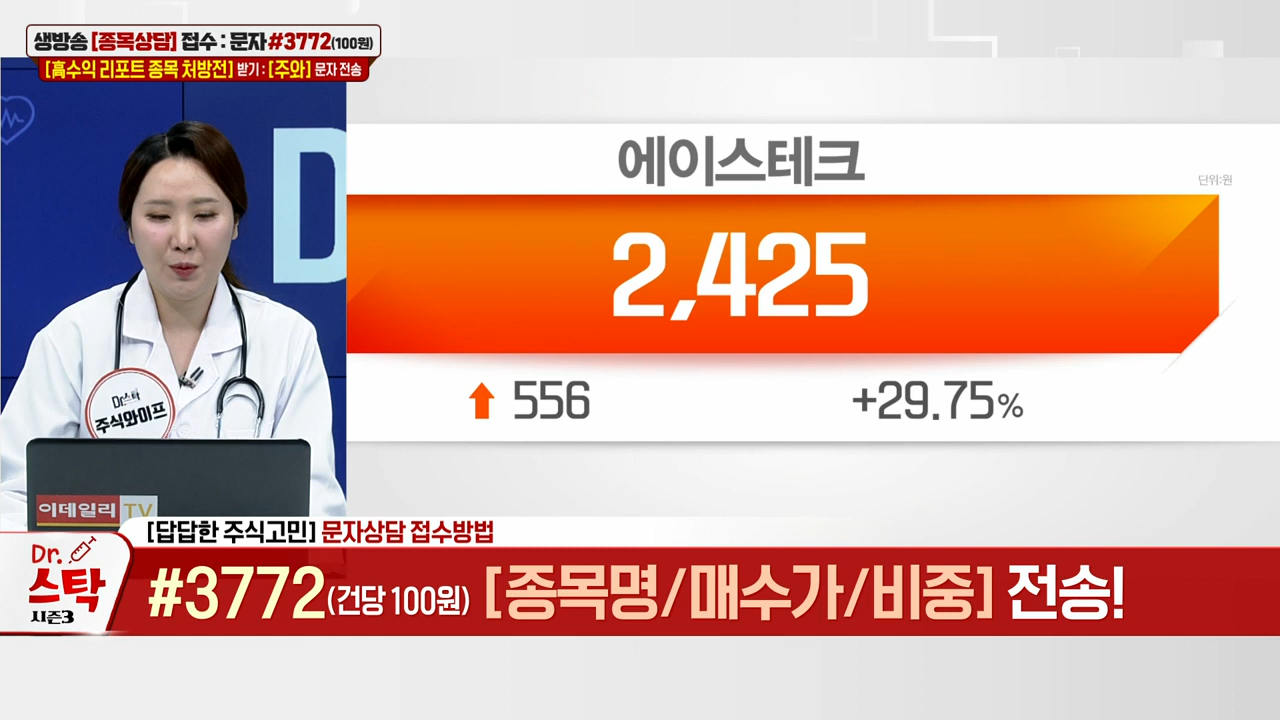 생방송 [종목상담] 접수 : 문자 #3772(100원)
[高수익 리포트 종목 처방전] 받기 : [주와] 문자 전송
에이스테크
단위:원
2,425
556
+29.75%
D
Dr.스탁
주식와이프
이데일리 TV
[답답한 주식고민] 문자상담 접수방법
Dr.
스탁
시즌3
#3772(건당 100원) [종목명/매수가/비중] 전송!